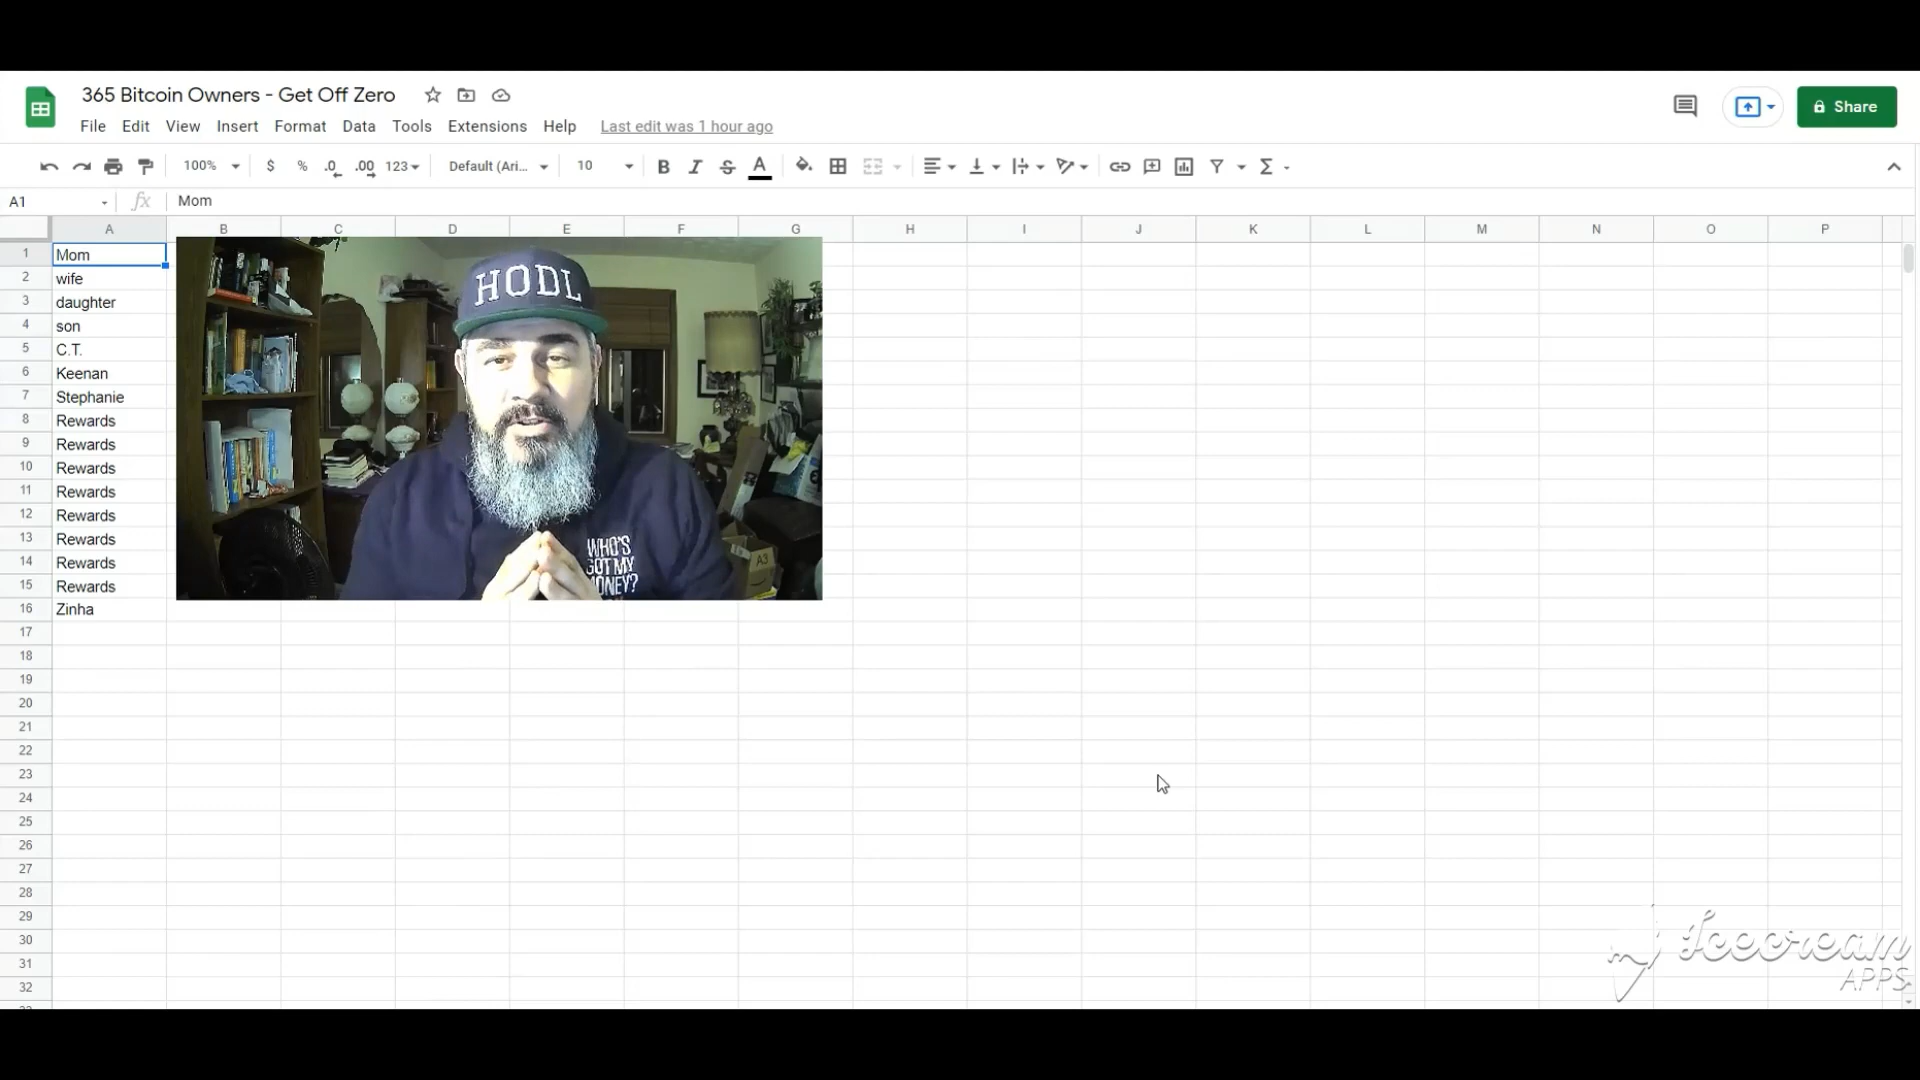 365 Bitcoin Owners - Get Off Zero
File Edit View Insert Format Data Tools Extensions Help Last edit was 1 hour ago
Share
100% $ % .0 .00 123 Default (Ari... 10 B I S A
A1 fx Mom
A B C D E F G H I J K L M N O P
1 Mom
2 wife
3 daughter
4 son
5 C.T.
6 Keenan
7 Stephanie
8 Rewards
9 Rewards
10 Rewards
11 Rewards
12 Rewards
13 Rewards
14 Rewards
15 Rewards
16 Zinha
17
18
19
20
21
22
23
24
25
26
27
28
29
30
31
32
HODL
WHO'S
GOT MY
MONEY?
A3
Icecream
APPS